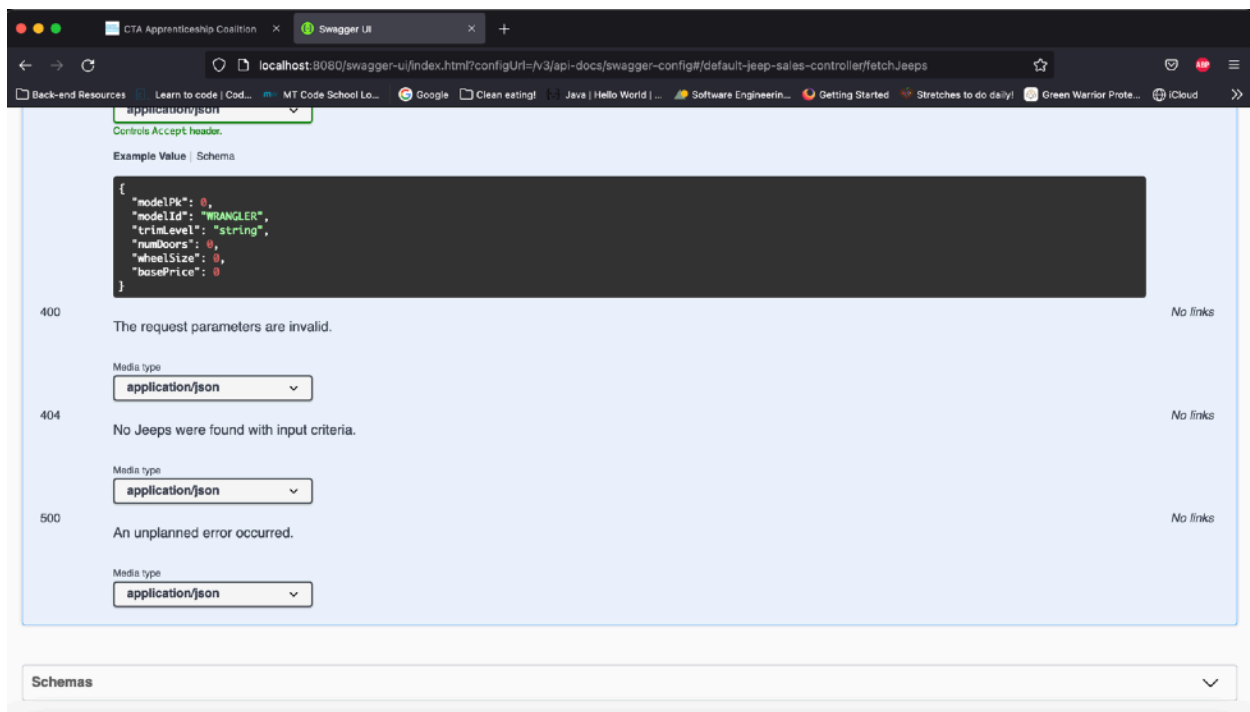 CTA Apprenticeship Coalition
Swagger UI
localhost:8080/swagger-ui/index.html?configUrl=/v3/api-docs/swagger-config#/default-jeep-sales-controller/fetchJeeps
ABP
Back-end Resources Learn to code | Cod... MT Code School Lo... Google Clean eating! Java | Hello World | ... Software Engineerin... Getting Started Stretches to do daily! Green Warrior Prote... iCloud
application/json
Controls Accept header.
Example Value | Schema
{
"modelPk": 0,
"modelId": "WRANGLER",
"trimLevel": "string",
"numDoors": 0,
"wheelSize": 0,
"basePrice": 0
}
400 No links
The request parameters are invalid.
Media type
application/json
404 No links
No Jeeps were found with input criteria.
Media type
application/json
500 No links
An unplanned error occurred.
Media type
application/json
Schemas